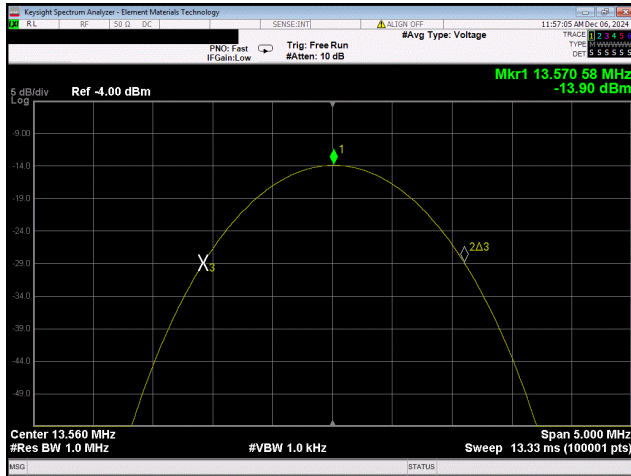 Keysight Spectrum Analyzer - Element Materials Technology
RL RF 50 Ω DC SENSE:INT ALIGN OFF 11:57:05 AM Dec 06, 2024
#Avg Type: Voltage TRACE 1 2 3 4 5 6
PNO: Fast Trig: Free Run TYPE MWWWWW
IFGain:Low #Atten: 10 dB DET S S S S S S
Mkr1 13.570 58 MHz
-13.90 dBm
5 dB/div Ref -4.00 dBm
Log
-9.00
1
-14.0
-19.0
-24.0
2Δ3
-29.0
3
-34.0
-39.0
-44.0
-49.0
Center 13.560 MHz Span 5.000 MHz
#Res BW 1.0 MHz #VBW 1.0 kHz Sweep 13.33 ms (100001 pts)
MSG STATUS